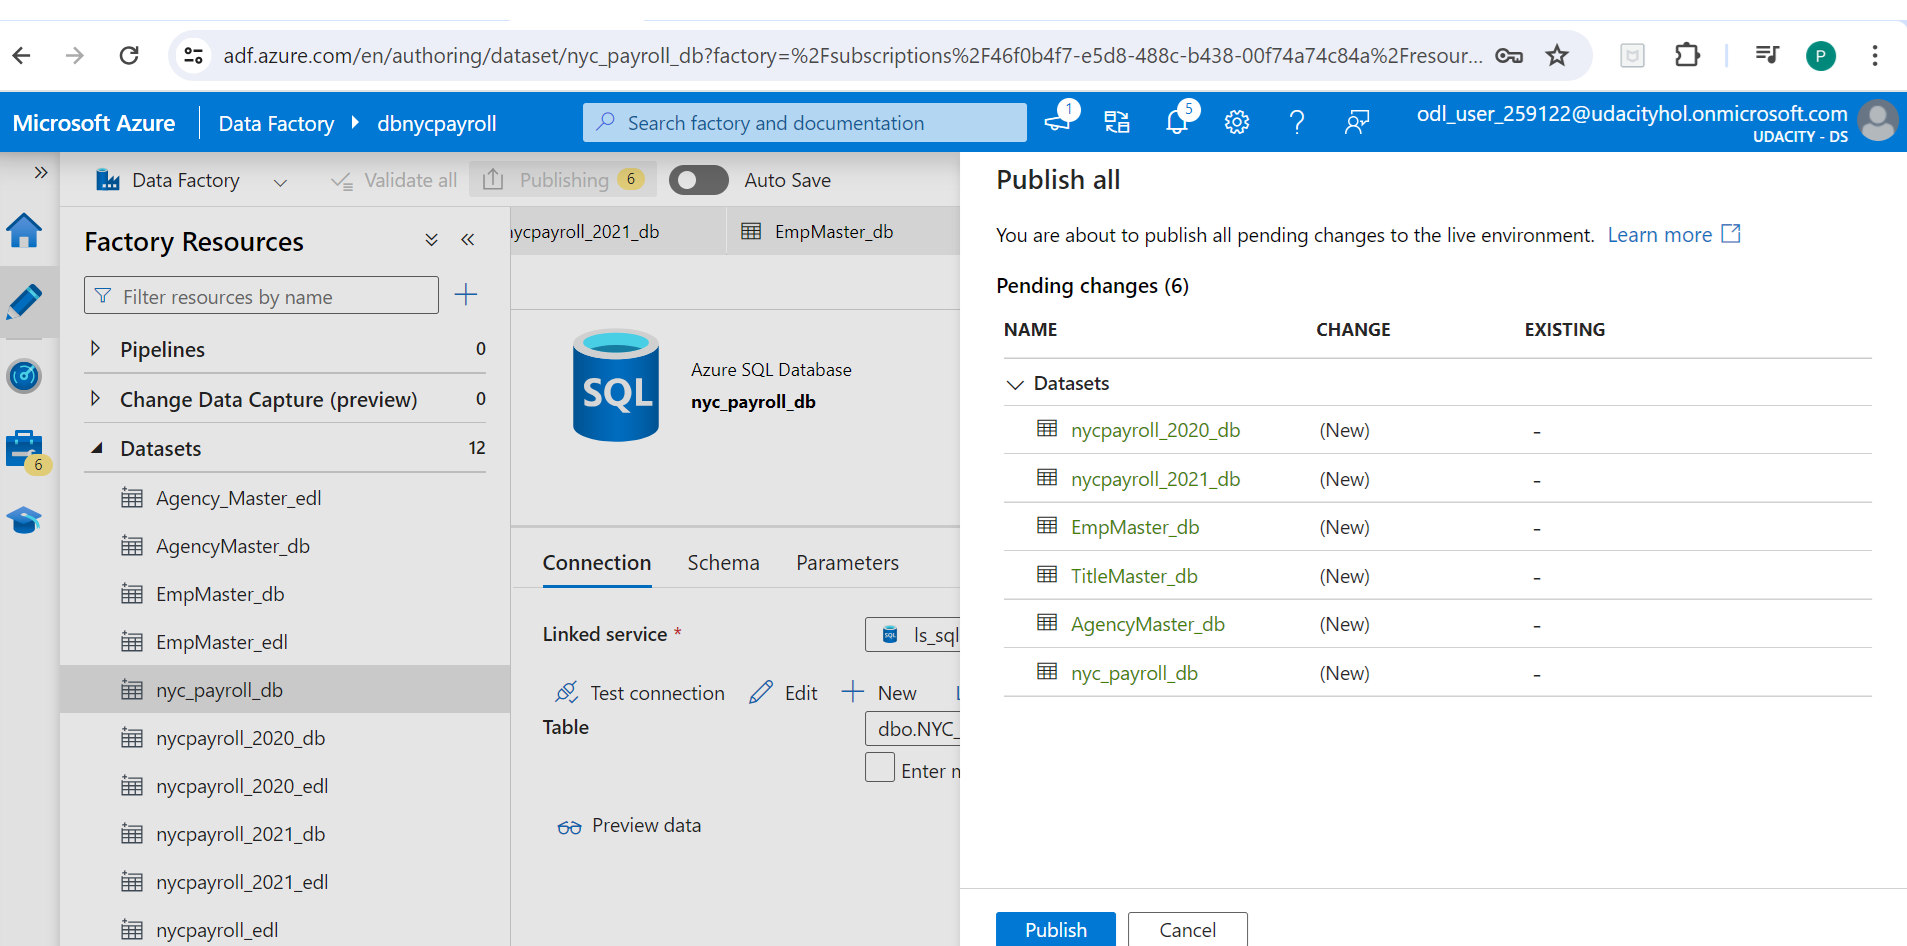 adf.azure.com/en/authoring/dataset/nyc_payroll_db?factory=%2Fsubscriptions%2F46f0b4f7-e5d8-488c-b438-00f74a74c84a%2Fresour...
P
Microsoft Azure
Data Factory
dbnycpayroll
Search factory and documentation
1
5
odl_user_259122@udacityhol.onmicrosoft.com
UDACITY - DS
Data Factory
Validate all
Publishing 6
Auto Save
Factory Resources
Filter resources by name
Pipelines 0
Change Data Capture (preview) 0
Datasets 12
6
Agency_Master_edl
AgencyMaster_db
EmpMaster_db
EmpMaster_edl
nyc_payroll_db
nycpayroll_2020_db
nycpayroll_2020_edl
nycpayroll_2021_db
nycpayroll_2021_edl
nycpayroll_edl
nycpayroll_2021_db
EmpMaster_db
SQL
Azure SQL Database
nyc_payroll_db
Connection
Schema
Parameters
Linked service *
SQL
ls_sql
Test connection
Edit
New
Table
dbo.NYC_
Enter
Preview data
Publish all
You are about to publish all pending changes to the live environment. Learn more
Pending changes (6)
NAME CHANGE EXISTING
Datasets
nycpayroll_2020_db (New) -
nycpayroll_2021_db (New) -
EmpMaster_db (New) -
TitleMaster_db (New) -
AgencyMaster_db (New) -
nyc_payroll_db (New) -
Publish
Cancel